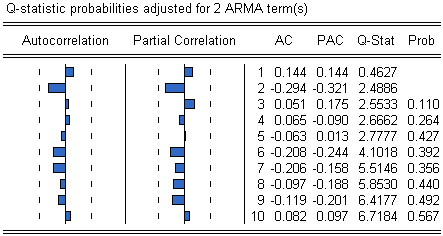 Q-statistic probabilities adjusted for 2 ARMA term(s)
Autocorrelation Partial Correlation AC PAC Q-Stat Prob
1 0.144 0.144 0.4627
2 -0.294 -0.321 2.4886
3 0.051 0.175 2.5533 0.110
4 0.065 -0.090 2.6662 0.264
5 -0.063 0.013 2.7777 0.427
6 -0.208 -0.244 4.1018 0.392
7 -0.206 -0.158 5.5146 0.356
8 -0.097 -0.188 5.8530 0.440
9 -0.119 -0.201 6.4177 0.492
10 0.082 0.097 6.7184 0.567